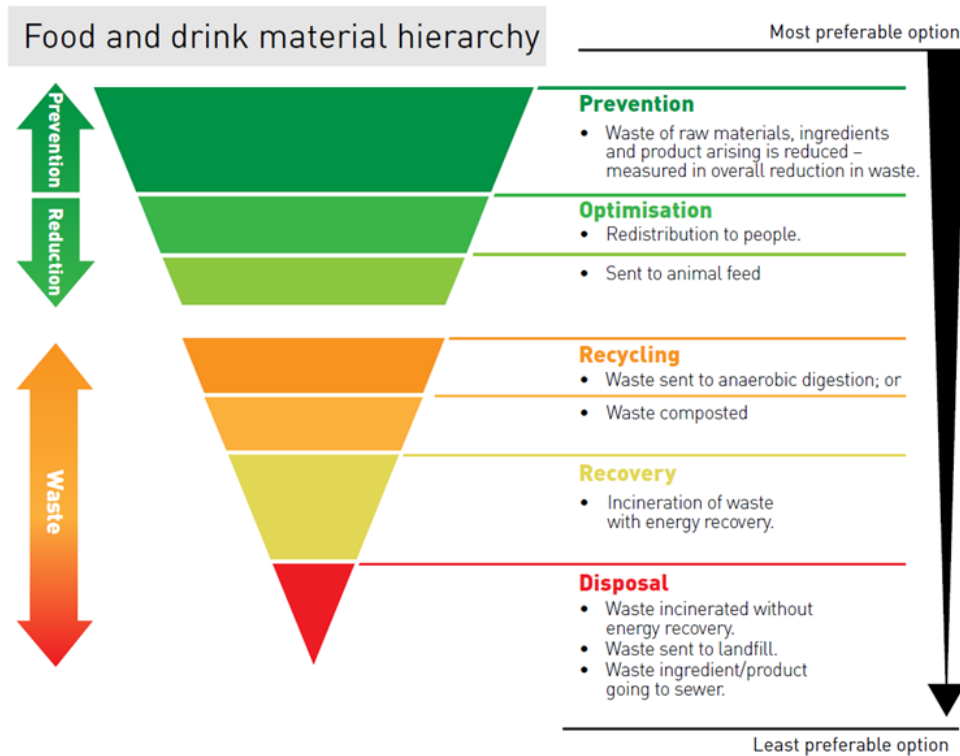 Food and drink material hierarchy
Most preferable option
Prevention
Reduction
Waste
Prevention
• Waste of raw materials, ingredients
and product arising is reduced –
measured in overall reduction in waste.
Optimisation
• Redistribution to people.
• Sent to animal feed
Recycling
• Waste sent to anaerobic digestion; or
• Waste composted
Recovery
• Incineration of waste
with energy recovery.
Disposal
• Waste incinerated without
energy recovery.
• Waste sent to landfill.
• Waste ingredient/product
going to sewer.
Least preferable option